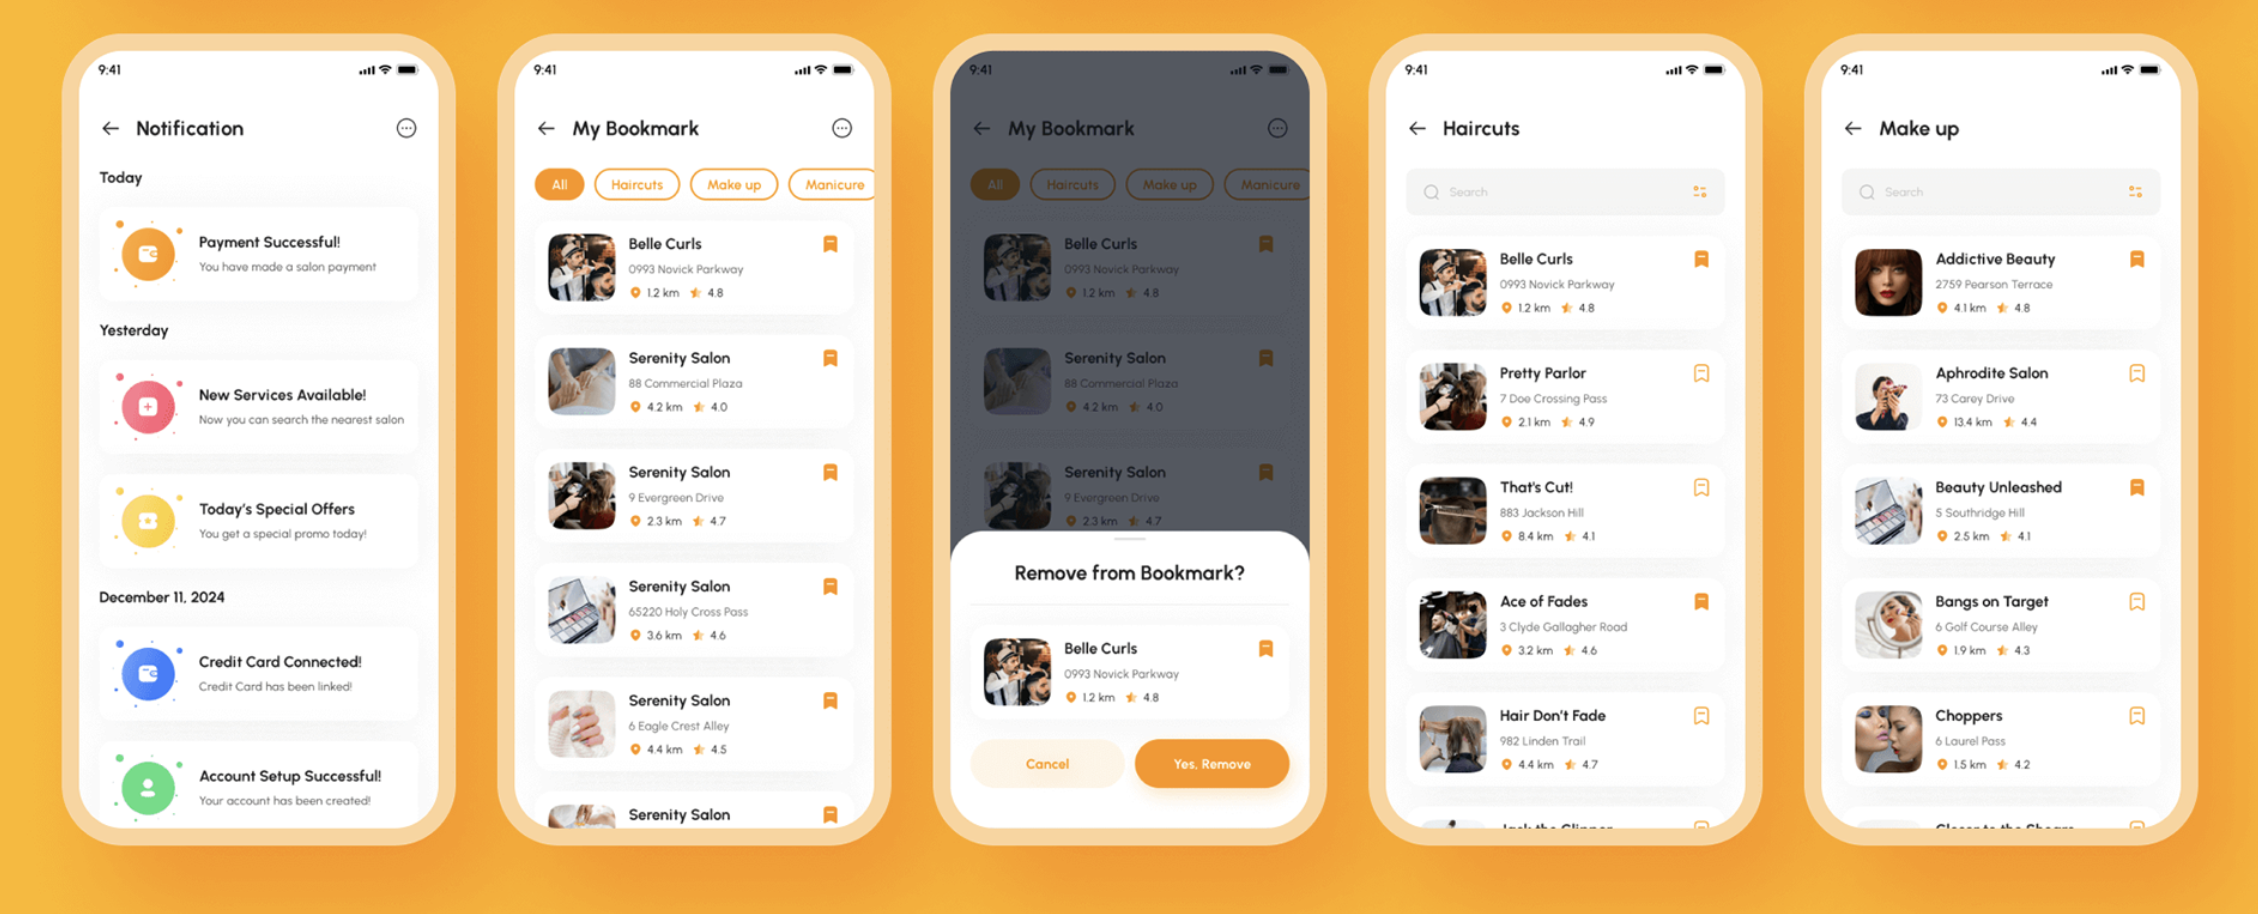 9:41
Notification
Today
Payment Successful!
You have made a salon payment
Yesterday
New Services Available!
Now you can search the nearest salon
Today's Special Offers
You get a special promo today!
December 11, 2024
Credit Card Connected!
Credit Card has been linked!
Account Setup Successful!
Your account has been created!
9:41
My Bookmark
All Haircuts Make up Manicure
Belle Curls
0993 Novick Parkway
1.2 km 4.8
Serenity Salon
88 Commercial Plaza
4.2 km 4.0
Serenity Salon
9 Evergreen Drive
2.3 km 4.7
Serenity Salon
65220 Holy Cross Pass
3.6 km 4.6
Serenity Salon
6 Eagle Crest Alley
4.4 km 4.5
Serenity Salon
9:41
My Bookmark
All Haircuts Make up Manicure
Belle Curls
0993 Novick Parkway
1.2 km 4.8
Serenity Salon
88 Commercial Plaza
4.2 km 4.0
Serenity Salon
9 Evergreen Drive
2.3 km 4.7
Remove from Bookmark?
Belle Curls
0993 Novick Parkway
1.2 km 4.8
Cancel Yes, Remove
9:41
Haircuts
Search
Belle Curls
0993 Novick Parkway
1.2 km 4.8
Pretty Parlor
7 Doe Crossing Pass
2.1 km 4.9
That's Cut!
883 Jackson Hill
8.4 km 4.1
Ace of Fades
3 Clyde Gallagher Road
3.2 km 4.6
Hair Don't Fade
982 Linden Trail
4.4 km 4.7
9:41
Make up
Search
Addictive Beauty
2759 Pearson Terrace
4.1 km 4.8
Aphrodite Salon
73 Carey Drive
13.4 km 4.4
Beauty Unleashed
5 Southridge Hill
2.5 km 4.1
Bangs on Target
6 Golf Course Alley
1.9 km 4.3
Choppers
6 Laurel Pass
1.5 km 4.2